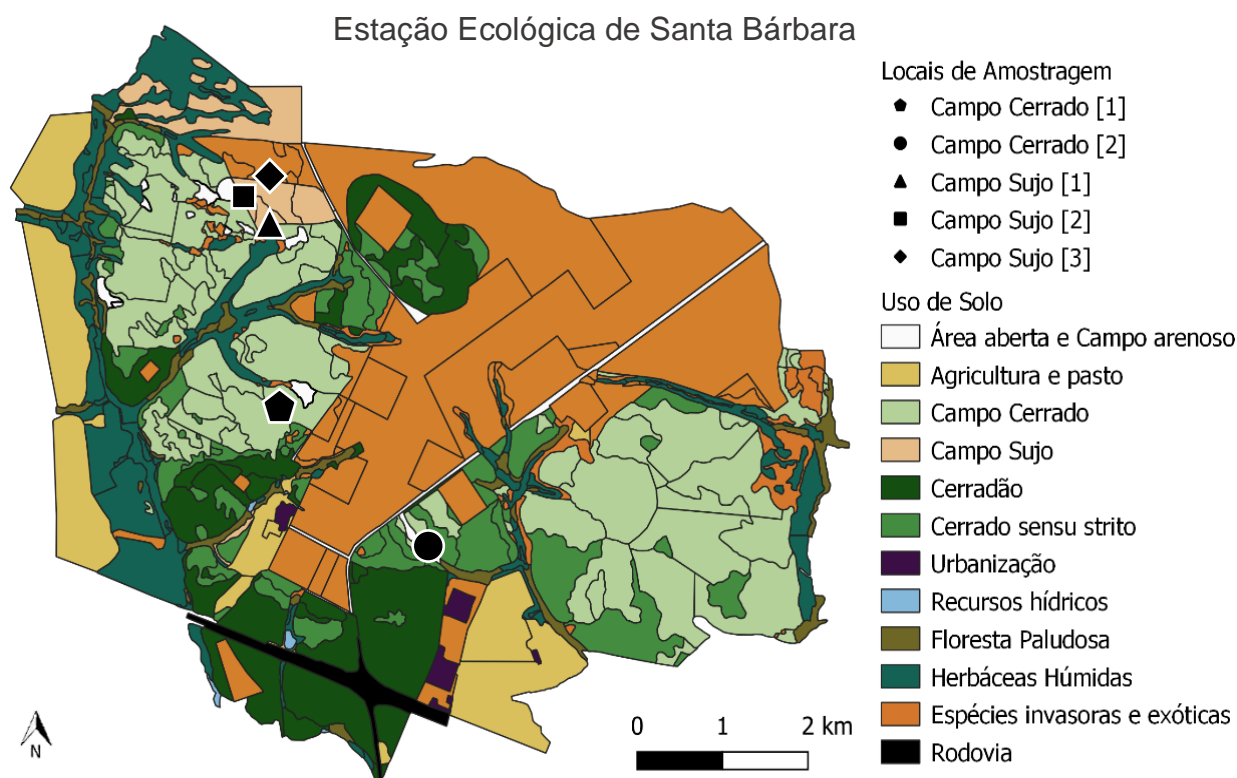 Estação Ecológica de Santa Bárbara
Locais de Amostragem
Campo Cerrado [1]
Campo Cerrado [2]
Campo Sujo [1]
Campo Sujo [2]
Campo Sujo [3]
Uso de Solo
Área aberta e Campo arenoso
Agricultura e pasto
Campo Cerrado
Campo Sujo
Cerradão
Cerrado sensu strito
Urbanização
Recursos hídricos
Floresta Paludosa
Herbáceas Húmidas
Espécies invasoras e exóticas
Rodovia
0 1 2 km
N